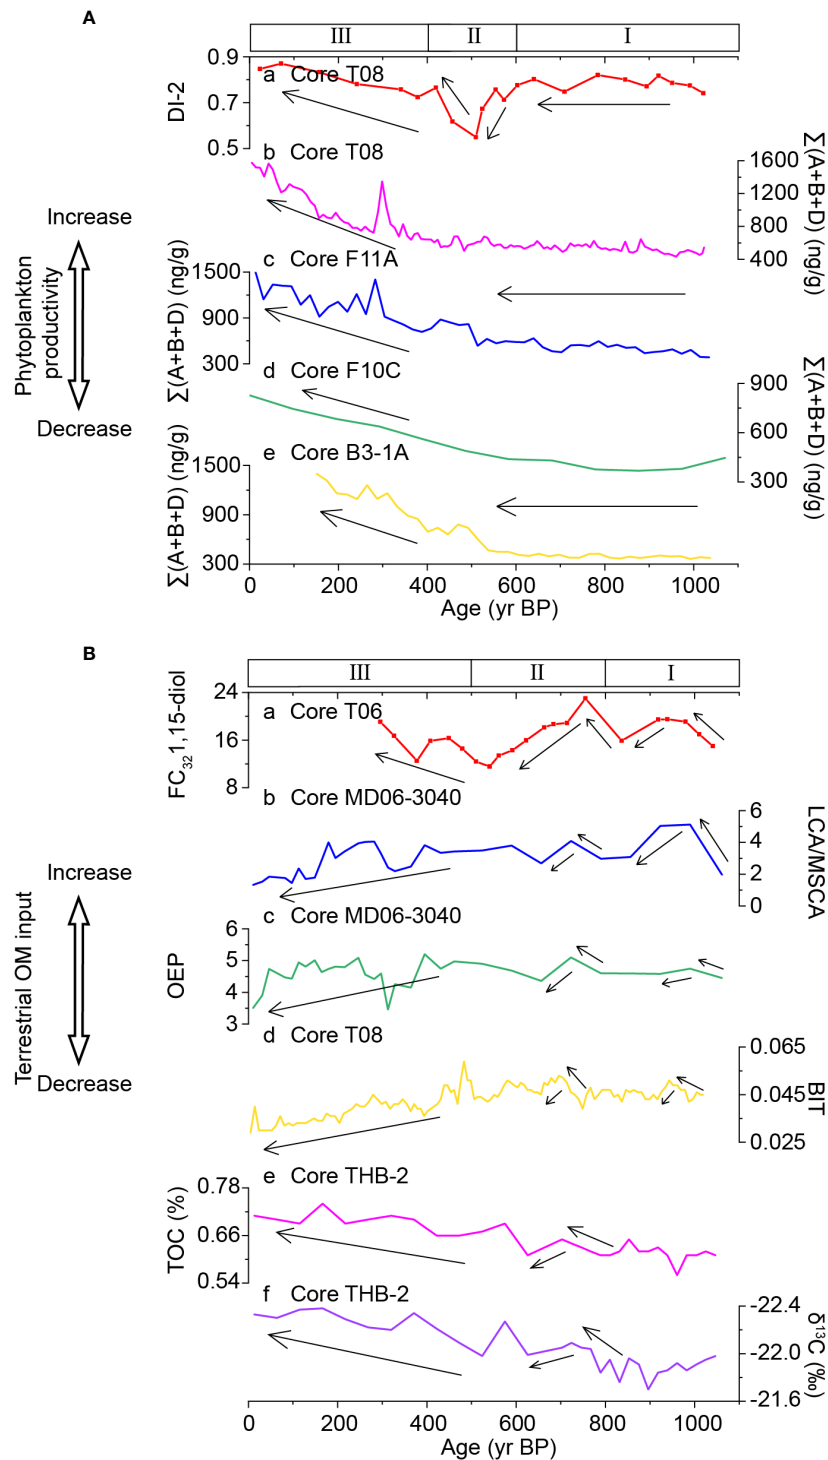 A
III II I
0.9
0.7
0.5
DI-2
a Core T08
b Core T08
1600
1200
800
400
∑(A+B+D) (ng/g)
Increase
Phytoplankton
productivity
Decrease
c Core F11A
1500
900
300
∑(A+B+D) (ng/g)
d Core F10C
900
600
300
∑(A+B+D) (ng/g)
e Core B3-1A
1500
900
300
∑(A+B+D) (ng/g)
0 200 400 600 800 1000
Age (yr BP)
B
III II I
24
16
8
FC₃₂1,15-diol
a Core T06
b Core MD06-3040
6
4
2
0
LCA/MSCA
Increase
Terrestrial OM input
Decrease
c Core MD06-3040
6
5
4
3
OEP
d Core T08
0.065
0.045
0.025
BIT
e Core THB-2
0.78
0.66
0.54
TOC (%)
f Core THB-2
-22.4
-22.0
-21.6
δ¹³C (‰)
0 200 400 600 800 1000
Age (yr BP)